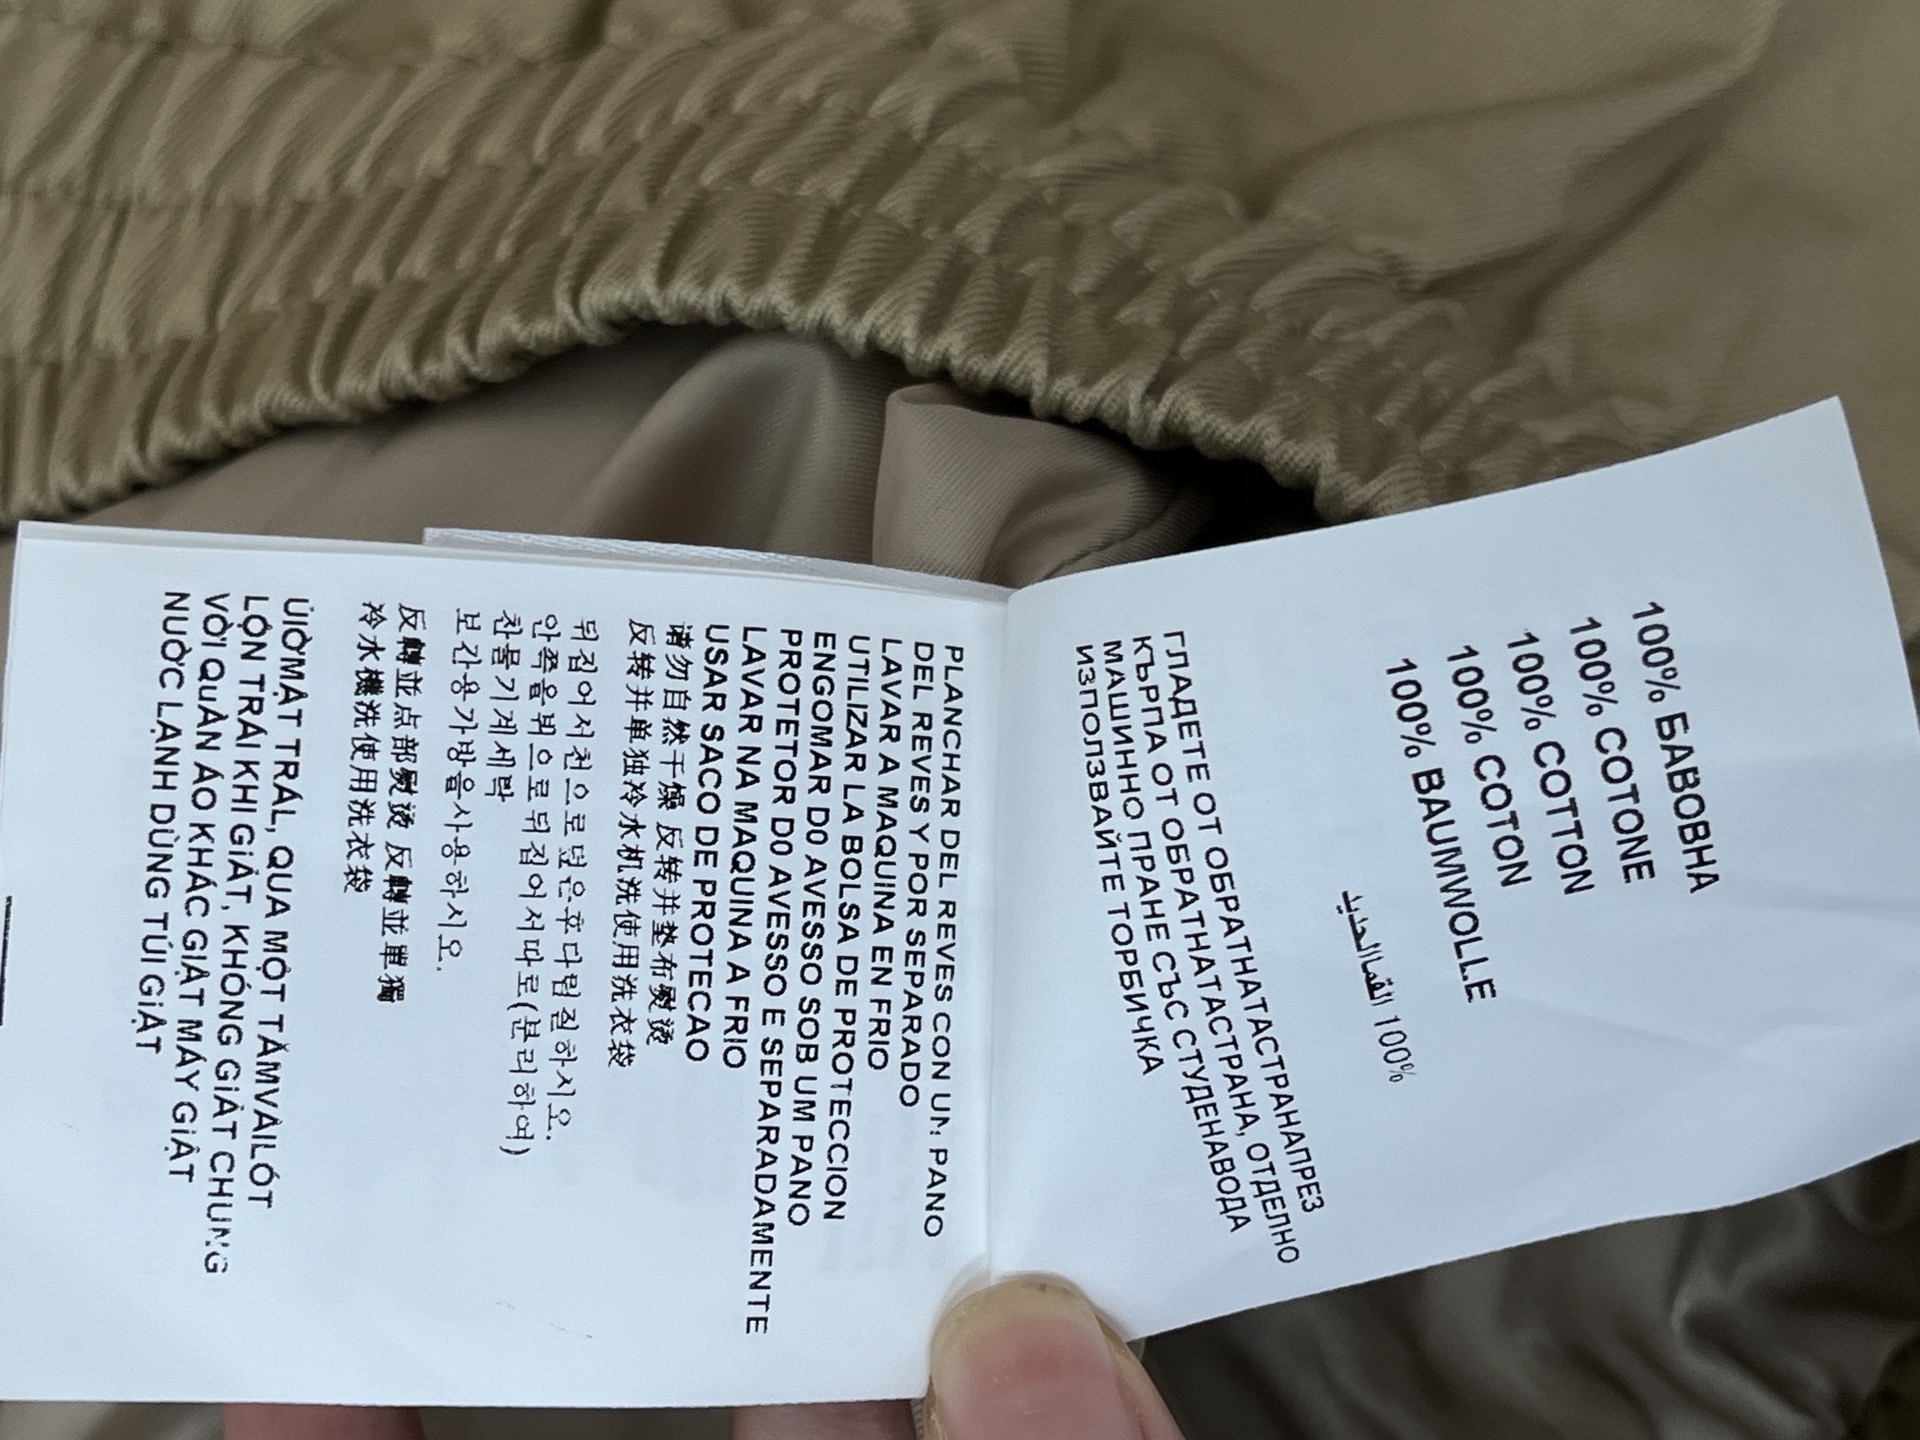 100% БАВОВНА
100% COTONE
100% COTTON
100% COTON
100% BAUMWOLLE
100% القماالحديد
ГЛАДЕТЕ ОТ ОБРАТНАТАСТРАНАПРЕЗ
КЪРПА ОТ ОБРАТНАТАСТРАНА, ОТДЕЛНО
МАШИННО ПРАНЕ СЪС СТУДЕНАВОДА
ИЗПОЛЗВАЙТЕ ТОРБИЧКА
PLANCHAR DEL REVES CON UN PANO
DEL REVES Y POR SEPARADO
LAVAR A MAQUINA EN FRIO
UTILIZAR LA BOLSA DE PROTECCION
ENGOMAR D0 AVESSO SOB UM PANO
PROTETOR D0 AVESSO E SEPARADAMENTE
LAVAR NA MAQUINA A FRIO
USAR SACO DE PROTECAO
请勿自然干燥 反转并垫布熨烫
反转并单独冷水机洗使用洗衣袋
뒤집어서천으로덮은후다림질하시오.
안쪽을뷔으로뒤집어서따로(분리하여)
찬물기계세탁
보간용가방을사용하시오.
反轉並点部熨烫 反轉並單獨
冷水機洗使用洗衣袋
ỦIỜMẶT TRÁI, QUA MỘT TẤMVẢILÓT
LỘN TRÁI KHI GIẶT, KHÓNG GIẶT CHUNG
VỚI QUẦN ÁO KHÁC GIẶT MÁY GIẶT
NUỚC LẠNH DÙNG TÚI GIẶT